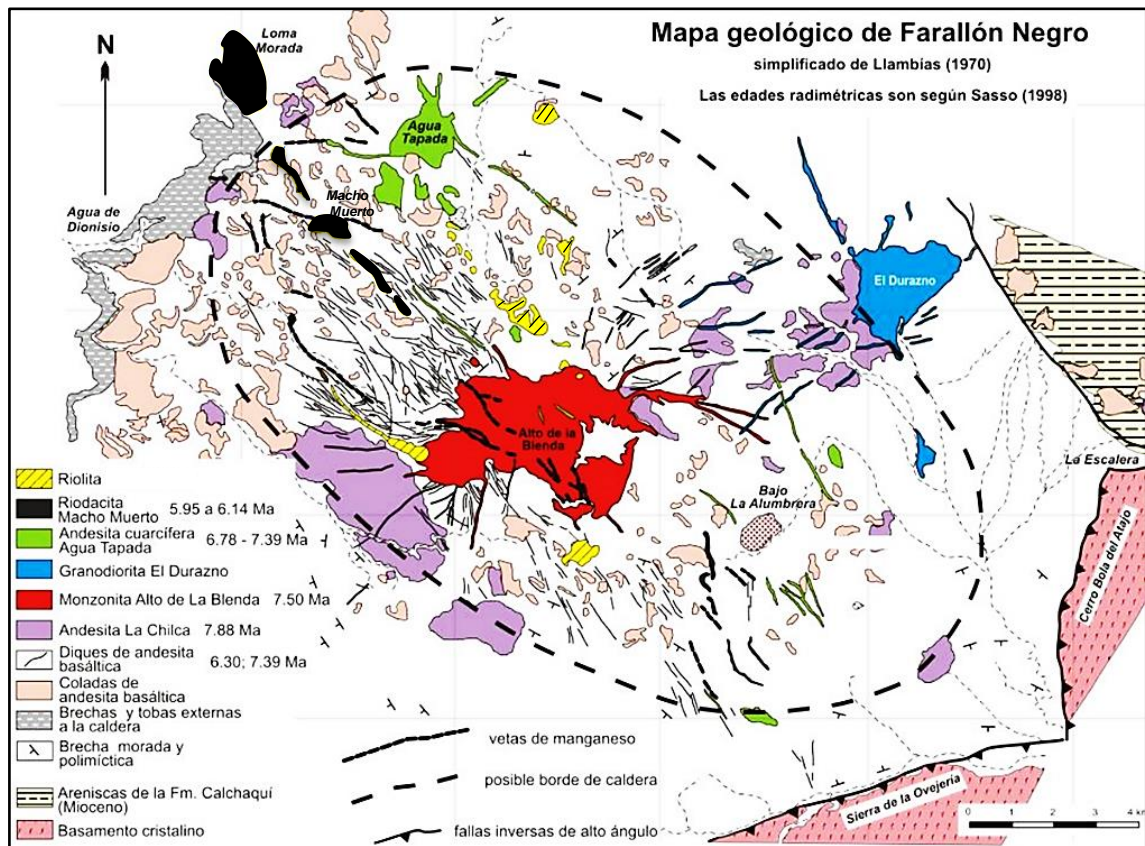 Mapa geológico de Farallón Negro
simplificado de Llambias (1970)
Las edades radimétricas son según Sasso (1998)
N
Loma
Morada
Agua
Tapada
Macho
Muerto
Agua de
Dionisio
El Durazno
Alto de la
Blenda
La Escalera
Bajo
La Alumbrera
Cerro Bola del Atajo
Sierra de la Ovejería
Riolita
Riodacita
Macho Muerto 5.95 a 6.14 Ma
Andesita cuarcífera
Agua Tapada 6.78 - 7.39 Ma
Granodiorita El Durazno
Monzonita Alto de La Blenda 7.50 Ma
Andesita La Chilca 7.88 Ma
Diques de andesita
basáltica 6.30; 7.39 Ma
Coladas de
andesita basáltica
Brechas y tobas externas
a la caldera
Brecha morada y
polimíctica
Areniscas de la Fm. Calchaquí
(Mioceno)
Basamento cristalino
vetas de manganeso
posible borde de caldera
fallas inversas de alto ángulo
0 1 2 3 4 km